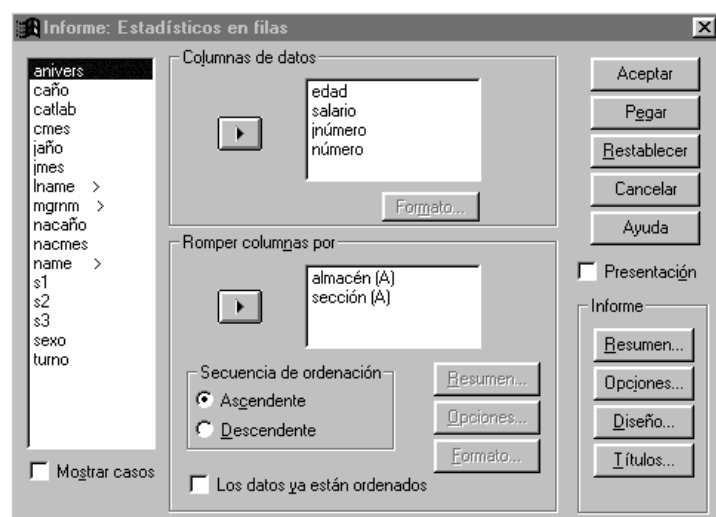 Informe: Estadísticos en filas
anivers
caño
catlab
cmes
jaño
jmes
lname >
mgrnm >
nacaño
nacmes
name >
s1
s2
s3
sexo
turno
Mostrar casos
Columnas de datos
edad
salario
jnúmero
número
Formato...
Romper columnas por
almacén (A)
sección (A)
Secuencia de ordenación
Ascendente
Descendente
Resumen...
Opciones...
Formato...
Los datos ya están ordenados
Aceptar
Pegar
Restablecer
Cancelar
Ayuda
Presentación
Informe
Resumen...
Opciones...
Diseño...
Títulos...